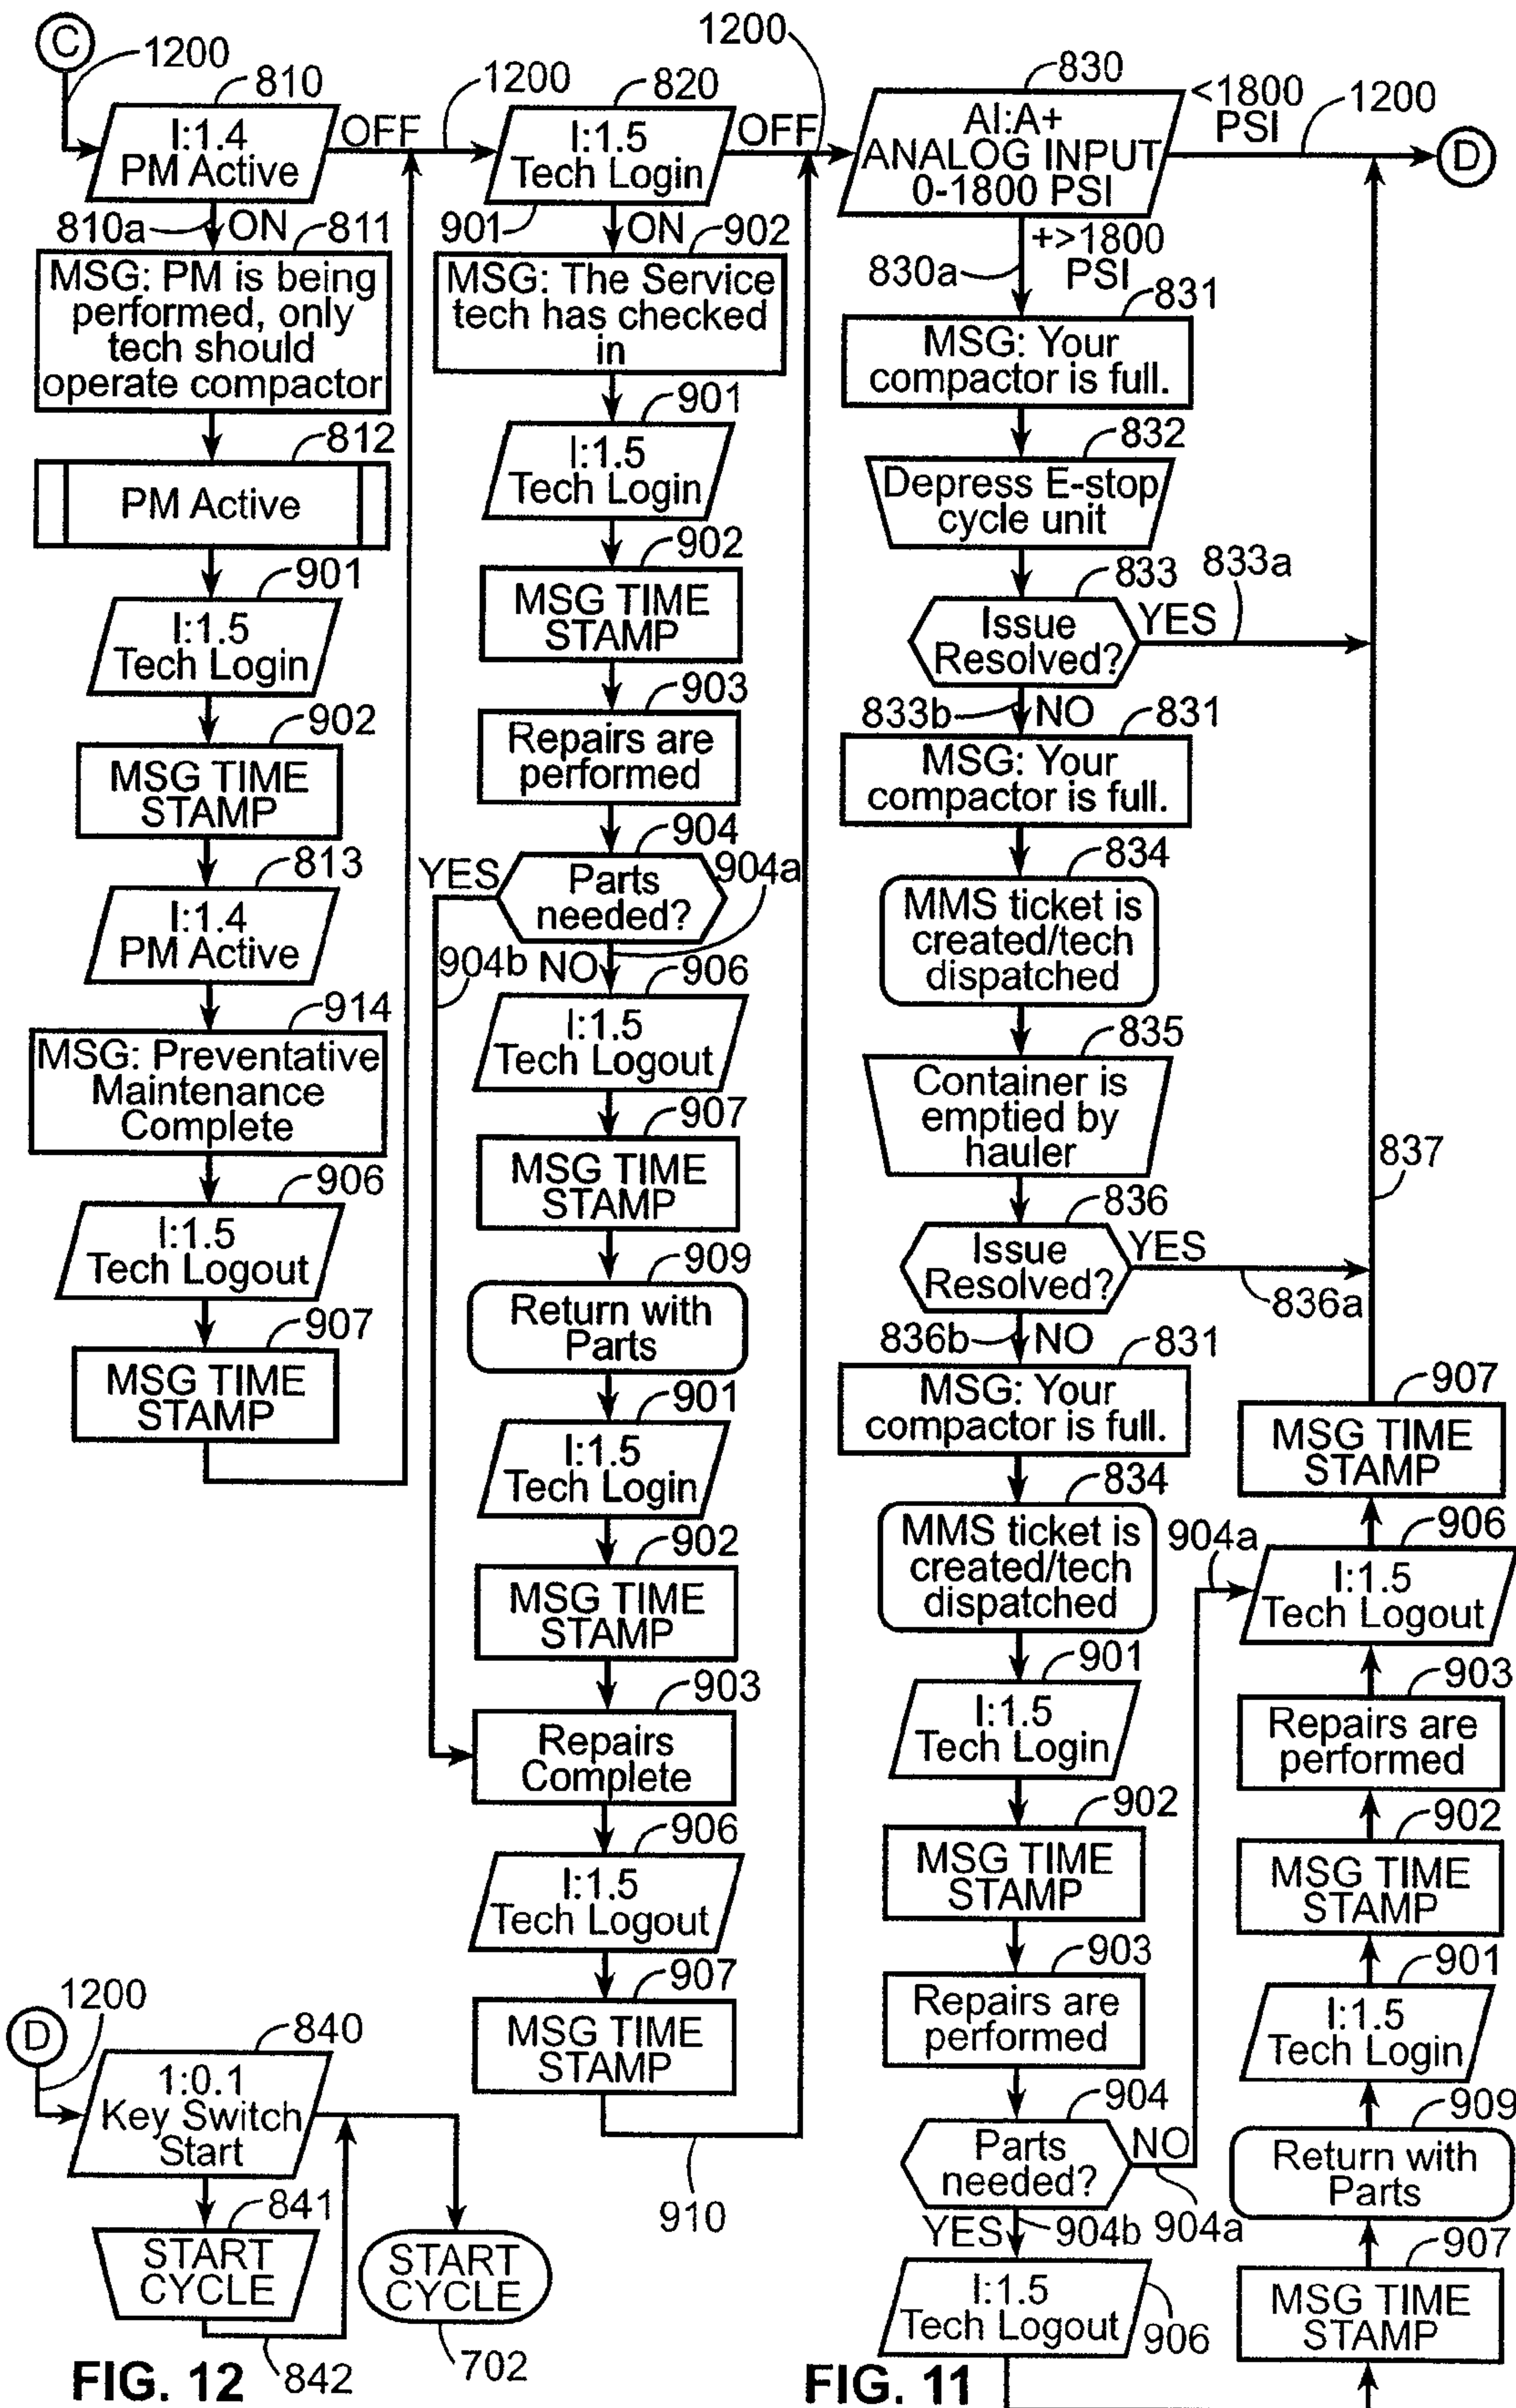 C
1200
810
I:1.4
PM Active
OFF
810a
ON
811
MSG: PM is being
performed, only
tech should
operate compactor
812
PM Active
901
I:1.5
Tech Login
902
MSG TIME
STAMP
813
I:1.4
PM Active
914
MSG: Preventative
Maintenance
Complete
906
I:1.5
Tech Logout
907
MSG TIME
STAMP
1200
820
I:1.5
Tech Login
OFF
901
ON
902
MSG: The Service
tech has checked
in
901
I:1.5
Tech Login
902
MSG TIME
STAMP
903
Repairs are
performed
904
Parts
needed?
YES
904a
904b
NO
906
I:1.5
Tech Logout
907
MSG TIME
STAMP
909
Return with
Parts
901
I:1.5
Tech Login
902
MSG TIME
STAMP
903
Repairs
Complete
906
I:1.5
Tech Logout
907
MSG TIME
STAMP
910
1200
830
AI:A+
ANALOG INPUT
0-1800 PSI
<1800
PSI
1200
D
+>1800
PSI
830a
831
MSG: Your
compactor is full.
832
Depress E-stop
cycle unit
833
Issue
Resolved?
YES
833a
833b
NO
831
MSG: Your
compactor is full.
834
MMS ticket is
created/tech
dispatched
835
Container is
emptied by
hauler
836
Issue
Resolved?
YES
836a
837
836b
NO
831
MSG: Your
compactor is full.
834
MMS ticket is
created/tech
dispatched
901
I:1.5
Tech Login
902
MSG TIME
STAMP
903
Repairs are
performed
904
Parts
needed?
NO
904a
YES
904b
I:1.5
Tech Logout
906
907
MSG TIME
STAMP
906
904a
I:1.5
Tech Logout
903
Repairs are
performed
902
MSG TIME
STAMP
901
I:1.5
Tech Login
909
Return with
Parts
907
MSG TIME
STAMP
FIG. 11
D
1200
840
1:0.1
Key Switch
Start
841
START
CYCLE
842
START
CYCLE
702
FIG. 12